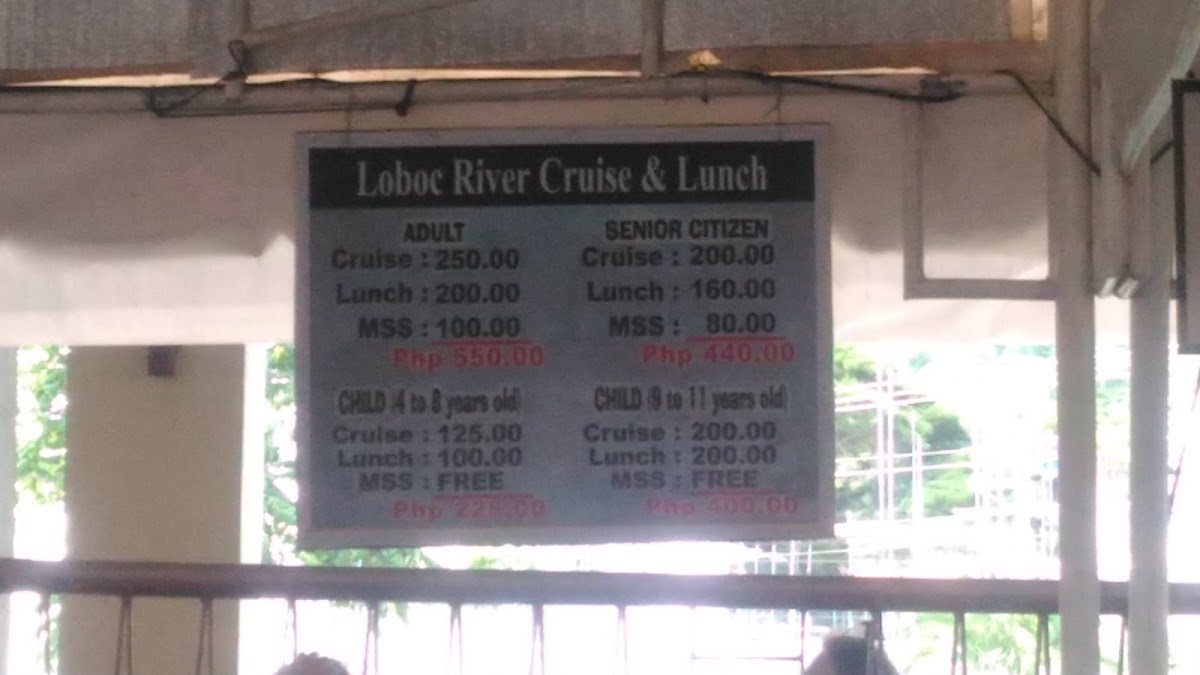 Loboc River Cruise & Lunch
ADULT
Cruise : 250.00
Lunch : 200.00
MSS : 100.00
Php 550.00
SENIOR CITIZEN
Cruise : 200.00
Lunch : 160.00
MSS : 80.00
Php 440.00
CHILD (4 to 8 years old)
Cruise : 125.00
Lunch : 100.00
MSS : FREE
Php 225.00
CHILD (9 to 11 years old)
Cruise : 200.00
Lunch : 200.00
MSS : FREE
Php 400.00